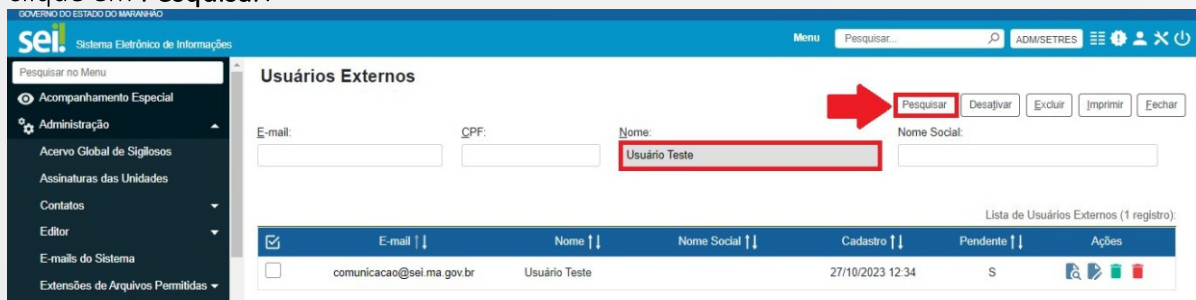 clique em Pesquisar.
GOVERNO DO ESTADO DO MARANHÃO
sei! Sistema Eletrônico de Informações
Menu Pesquisar... ADM/SETRES
Pesquisar no Menu
Acompanhamento Especial
Administração
Acervo Global de Sigilosos
Assinaturas das Unidades
Contatos
Editor
E-mails do Sistema
Extensões de Arquivos Permitidas
Usuários Externos
Pesquisar Desativar Excluir Imprimir Fechar
E-mail: CPF: Nome: Nome Social:
Usuário Teste
Lista de Usuários Externos (1 registro):
E-mail Nome Nome Social Cadastro Pendente Ações
comunicacao@sei.ma.gov.br Usuário Teste 27/10/2023 12:34 S